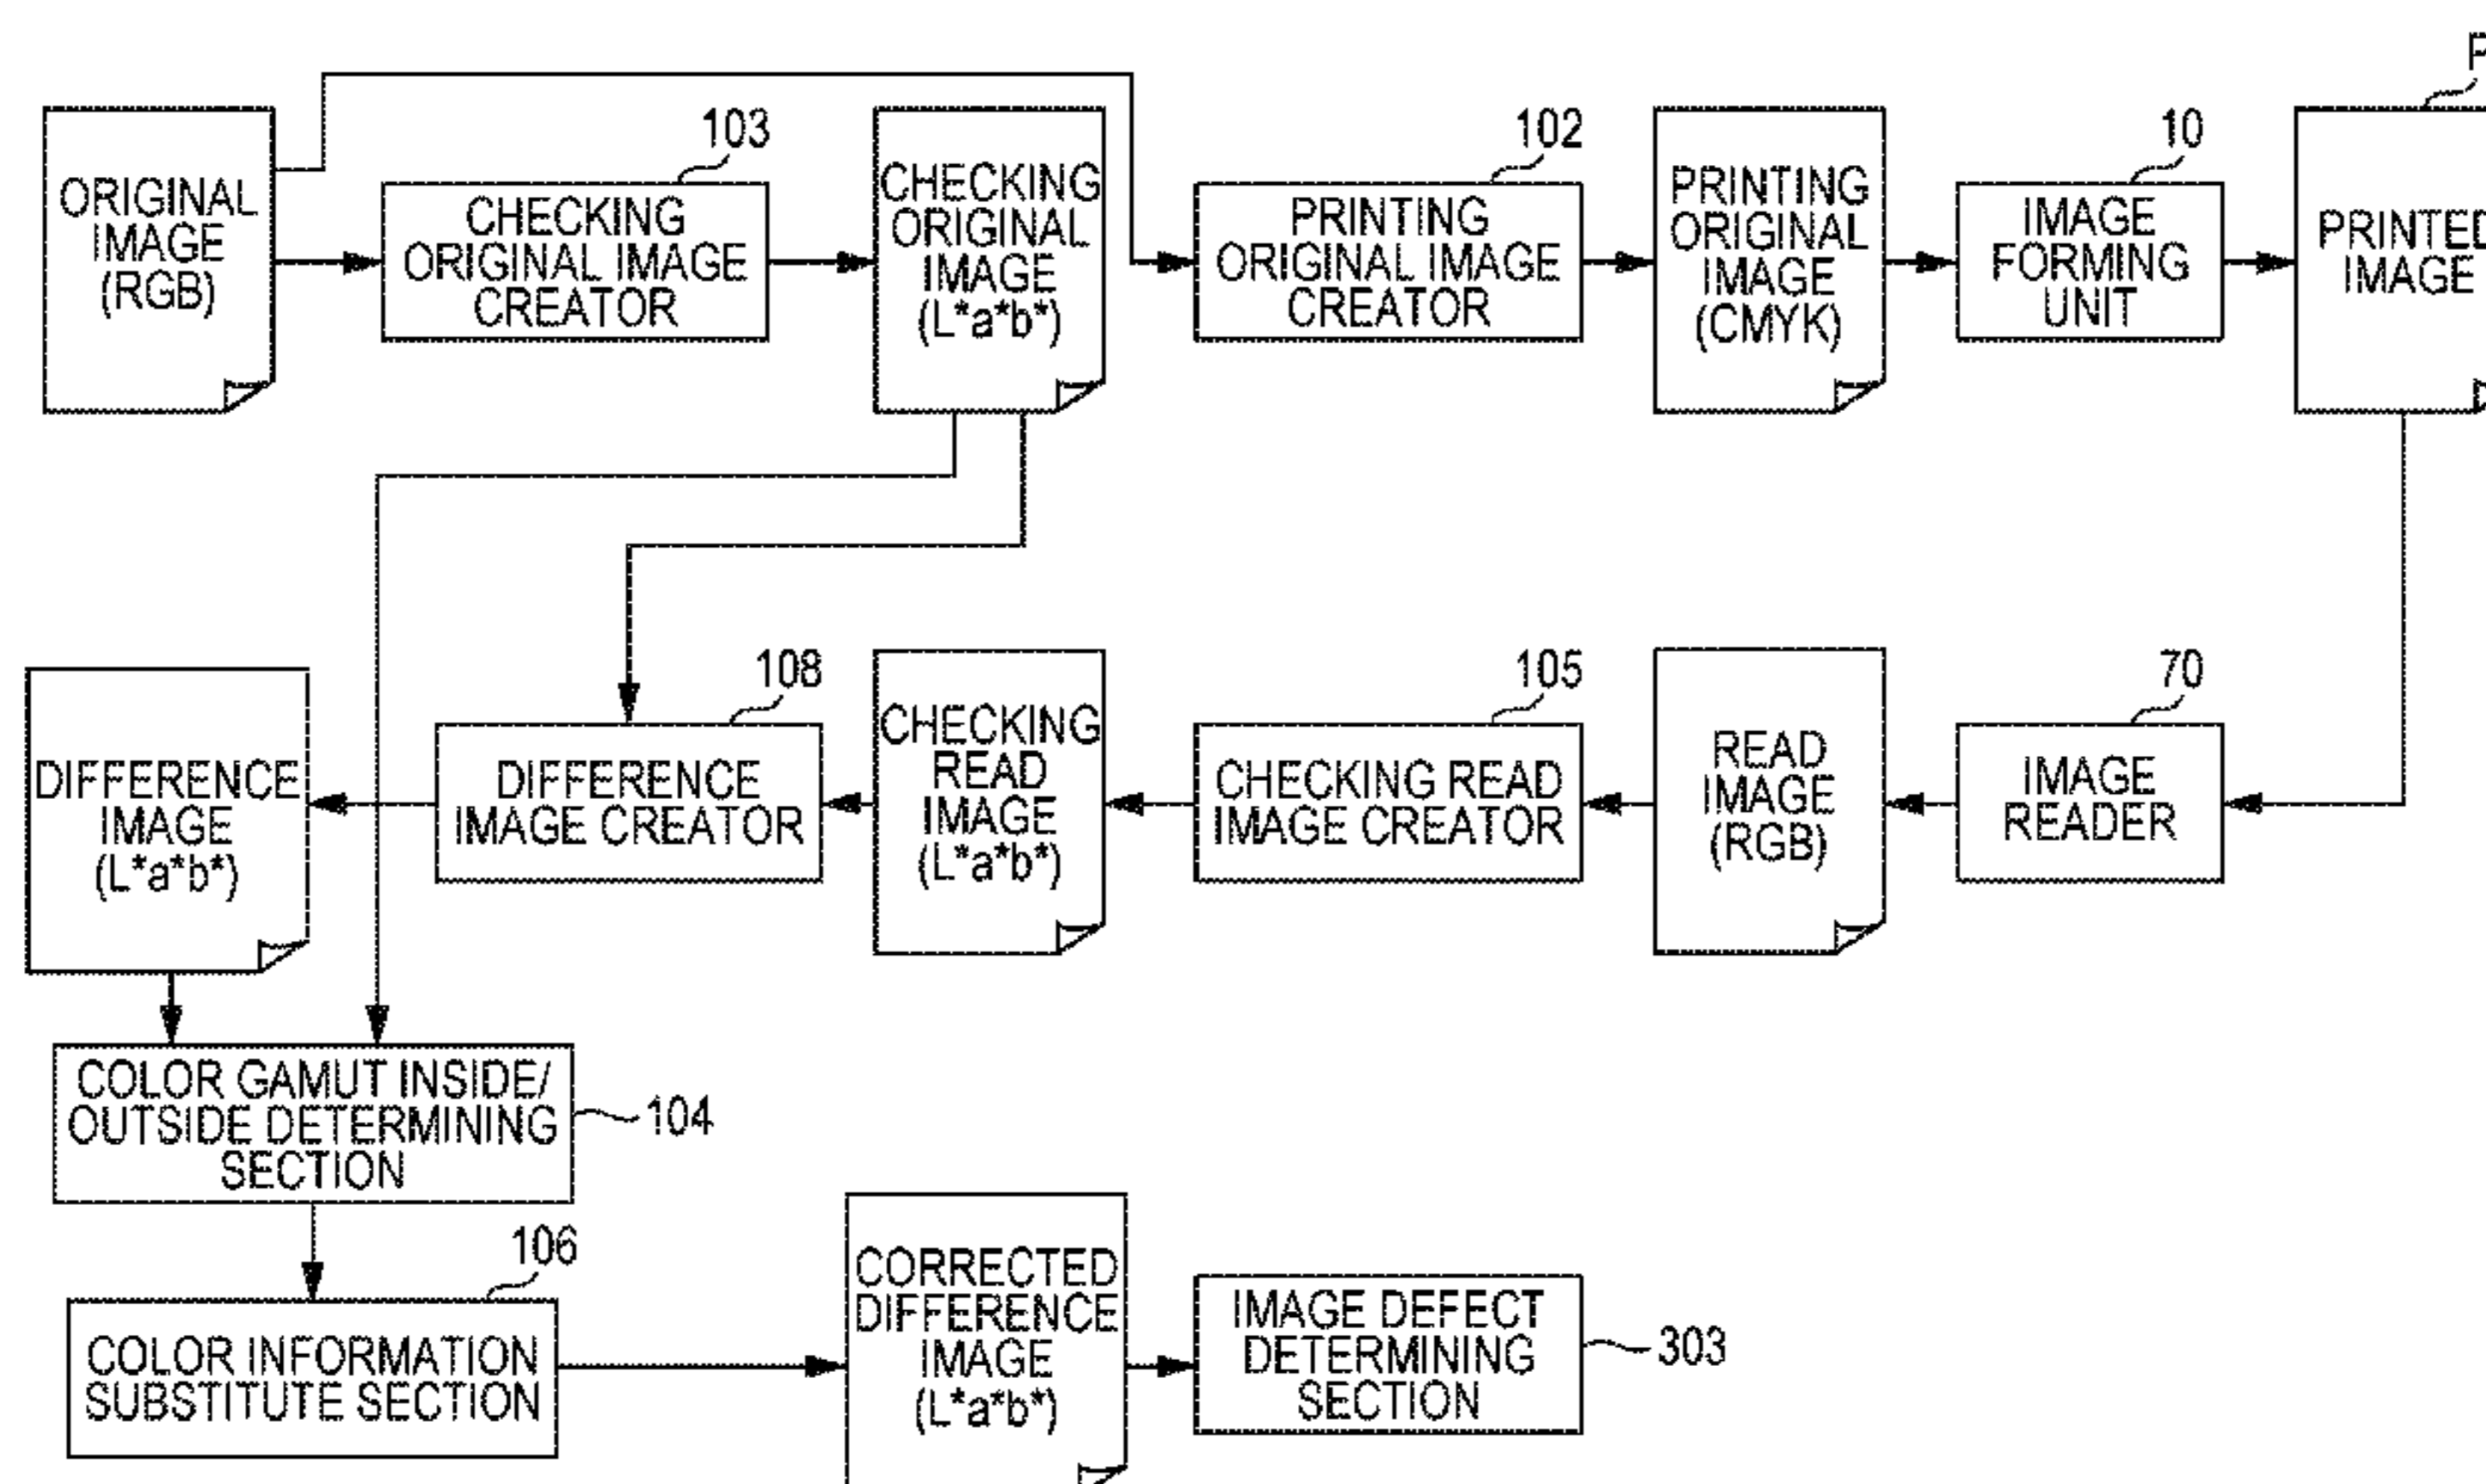 P
103
102
10
ORIGINAL
IMAGE
(RGB)
CHECKING
ORIGINAL IMAGE
CREATOR
CHECKING
ORIGINAL
IMAGE
(L*a*b*)
PRINTING
ORIGINAL IMAGE
CREATOR
PRINTING
ORIGINAL
IMAGE
(CMYK)
IMAGE
FORMING
UNIT
PRINTED
IMAGE
108
105
70
DIFFERENCE
IMAGE
(L*a*b*)
DIFFERENCE
IMAGE CREATOR
CHECKING
READ
IMAGE
(L*a*b*)
CHECKING READ
IMAGE CREATOR
READ
IMAGE
(RGB)
IMAGE
READER
COLOR GAMUT INSIDE/
OUTSIDE DETERMINING
SECTION
104
106
COLOR INFORMATION
SUBSTITUTE SECTION
CORRECTED
DIFFERENCE
IMAGE
(L*a*b*)
IMAGE DEFECT
DETERMINING
SECTION
303